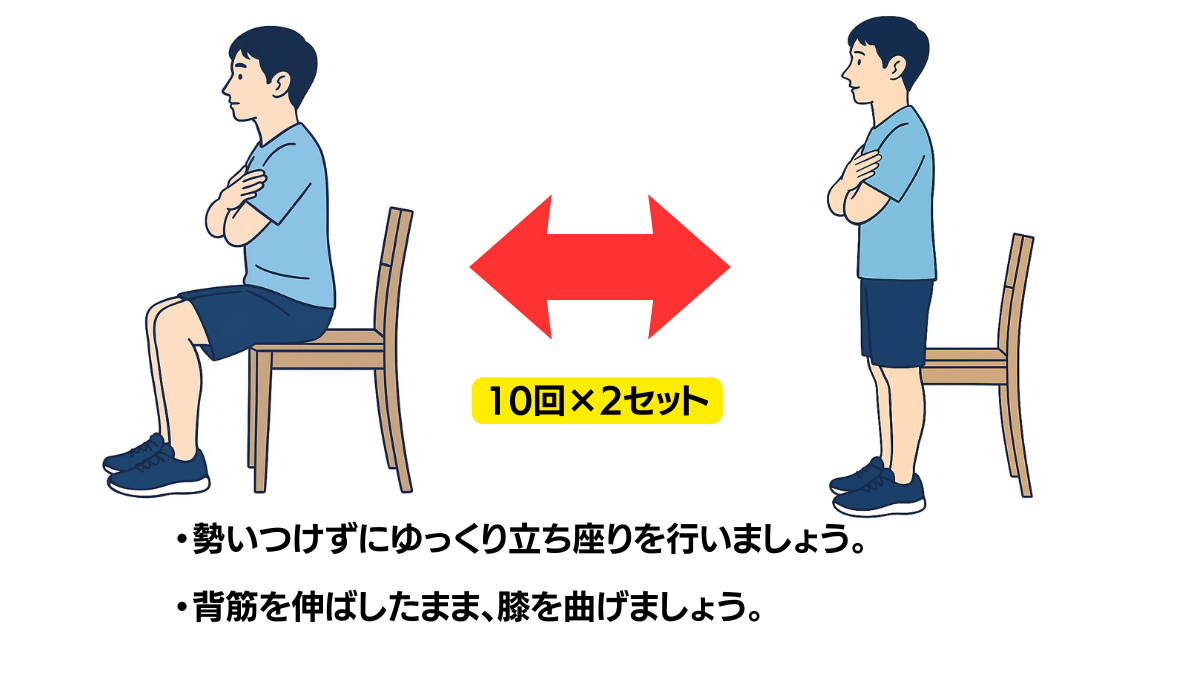 10回×2セット
・勢いつけずにゆっくり立ち座りを行いましょう。
・背筋を伸ばしたまま、膝を曲げましょう。